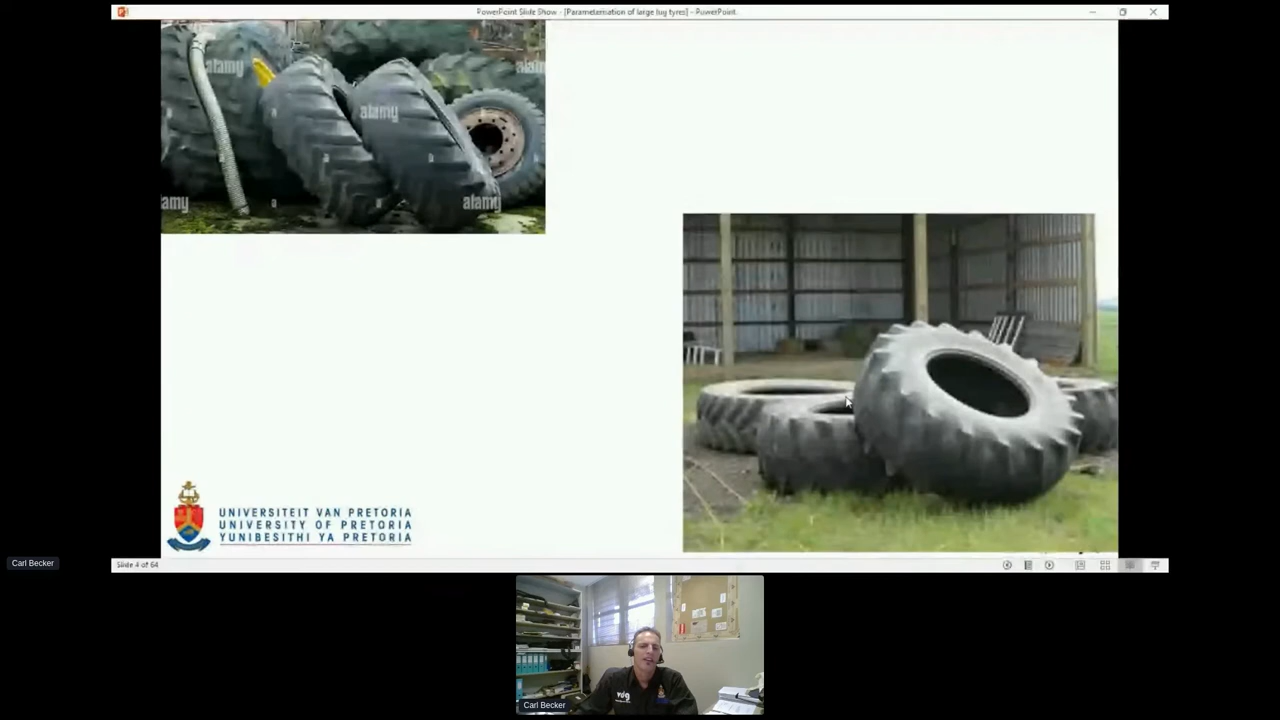 PowerPoint Slide Show - [Parameterisation of large lug tyres] - PowerPoint
alamy
alamy
alamy
alamy
alamy
a
a
b
a
a
UNIVERSITEIT VAN PRETORIA
UNIVERSITY OF PRETORIA
YUNIBESITHI YA PRETORIA
Carl Becker
Slide 4 of 64
vdg
Carl Becker